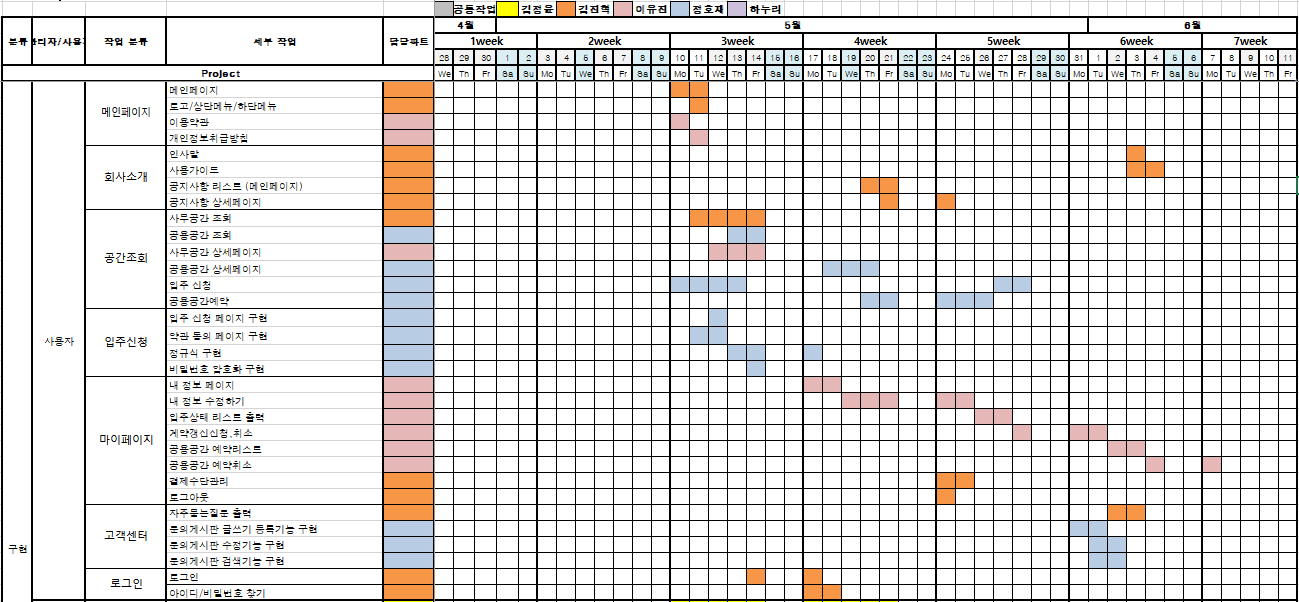 공통작업 김정윤 김진혁 이유진 정호재 하누리
분류 관리자/사용자 작업 분류 세부 작업 담당파트 4월 5월 6월
1week 2week 3week 4week 5week 6week 7week
28 29 30 1 2 3 4 5 6 7 8 9 10 11 12 13 14 15 16 17 18 19 20 21 22 23 24 25 26 27 28 29 30 31 1 2 3 4 5 6 7 8 9 10 11
Project We Th Fr Sa Su Mo Tu We Th Fr Sa Su Mo Tu We Th Fr Sa Su Mo Tu We Th Fr Sa Su Mo Tu We Th Fr Sa Su Mo Tu We Th Fr Sa Su Mo Th We Th Fr
구현
사용자
메인페이지
메인페이지
로고/상단메뉴/하단메뉴
이용약관
개인정보취급방침
회사소개
인사말
사용가이드
공지사항 리스트 (메인페이지)
공지사항 상세페이지
공간조회
사무공간 조회
공용공간 조회
사무공간 상세페이지
공용공간 상세페이지
입주 신청
공용공간예약
입주신청
입주 신청 페이지 구현
약관 동의 페이지 구현
정규식 구현
비밀번호 암호화 구현
마이페이지
내 정보 페이지
내 정보 수정하기
입주상태 리스트 출력
계약갱신신청,취소
공용공간 예약리스트
공용공간 예약취소
결제수단관리
로그아웃
고객센터
자주묻는질문 출력
문의게시판 글쓰기 등록기능 구현
문의게시판 수정기능 구현
문의게시판 검색기능 구현
로그인
로그인
아이디/비밀번호 찾기